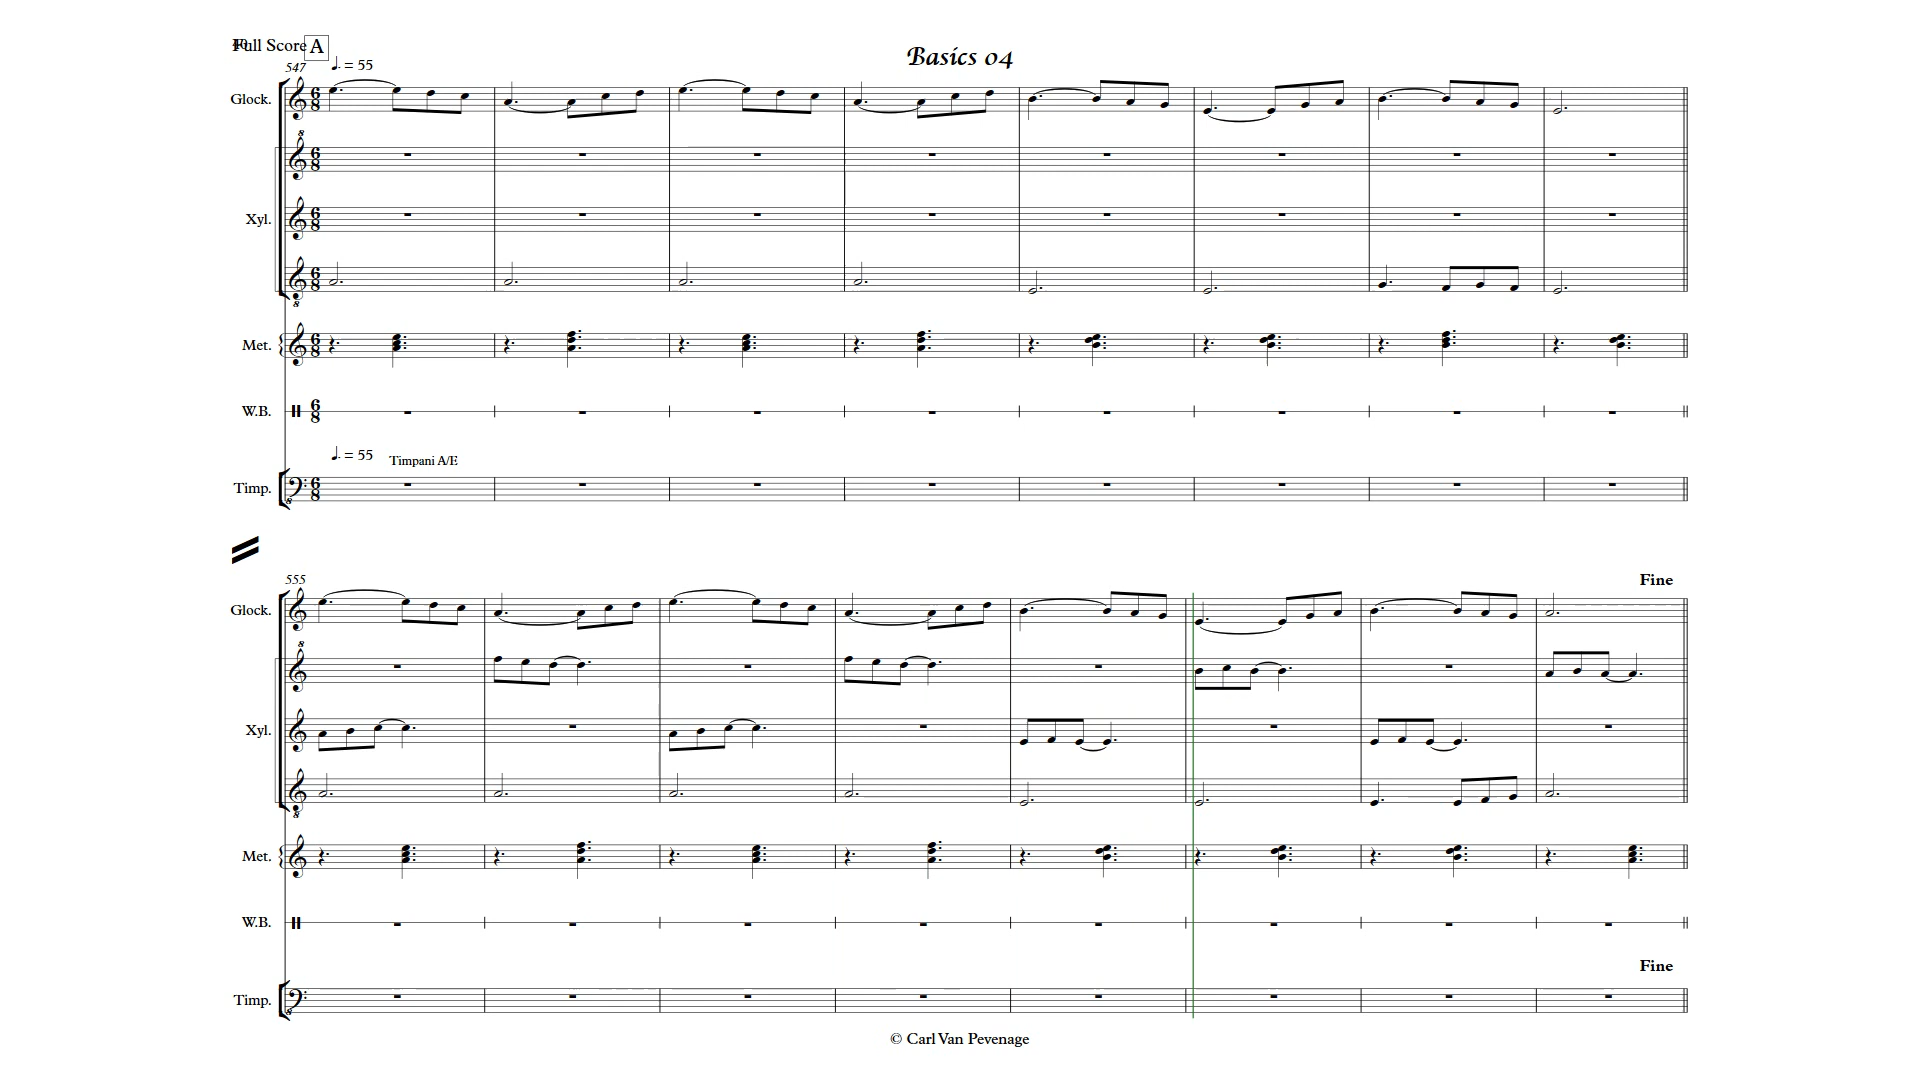 Full Score A
Basics 04
547 ♩. = 55
Glock.
Xyl.
Met.
W.B.
♩. = 55 Timpani A/E
Timp.
555
Fine
Glock.
Xyl.
Met.
W.B.
Fine
Timp.
© Carl Van Pevenage